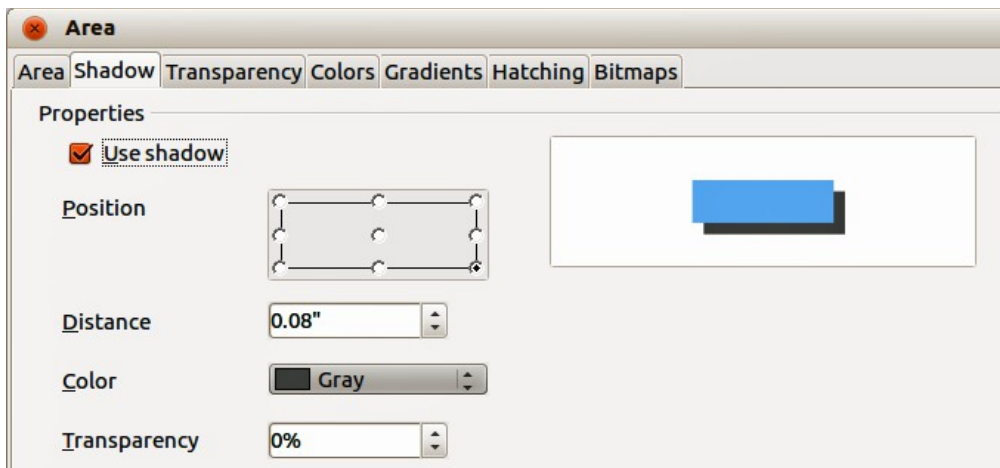 Area
Area Shadow Transparency Colors Gradients Hatching Bitmaps
Properties
Use shadow
Position
Distance 0.08"
Color Gray
Transparency 0%